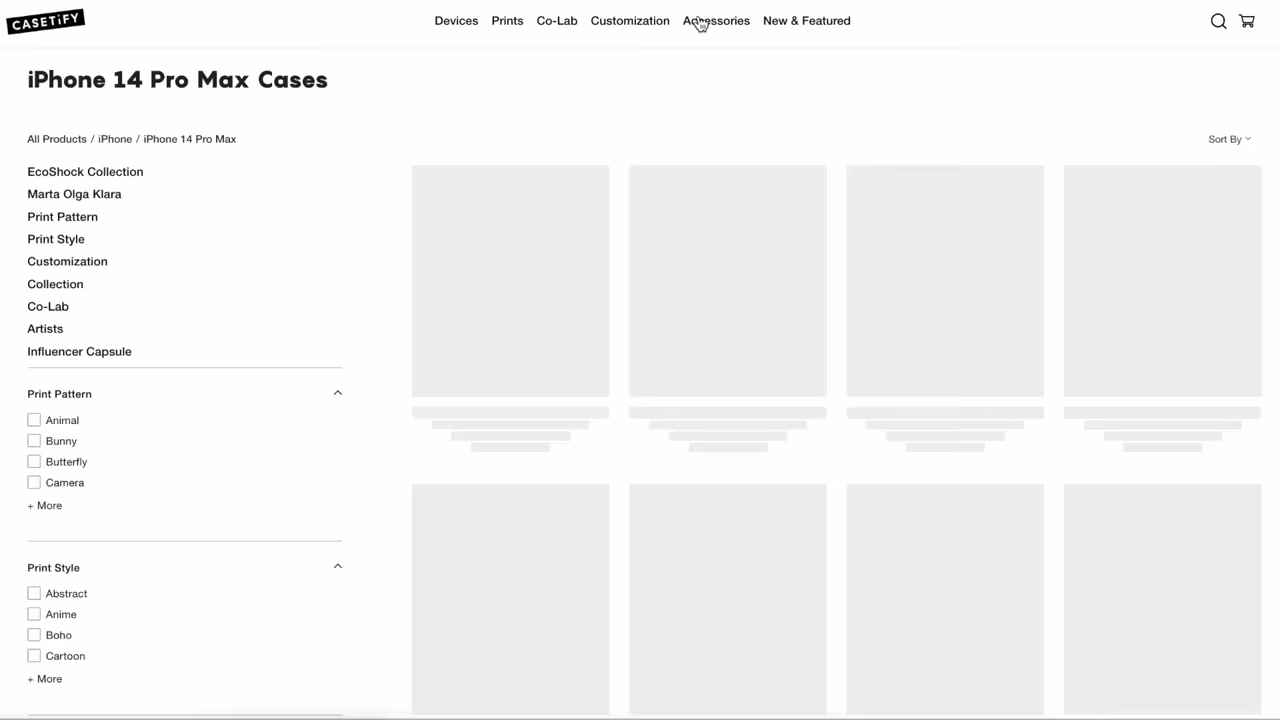 CASETiFY
Devices Prints Co-Lab Customization Accessories New & Featured
iPhone 14 Pro Max Cases
All Products / iPhone / iPhone 14 Pro Max
Sort By
EcoShock Collection
Marta Olga Klara
Print Pattern
Print Style
Customization
Collection
Co-Lab
Artists
Influencer Capsule
Print Pattern
Animal
Bunny
Butterfly
Camera
+ More
Print Style
Abstract
Anime
Boho
Cartoon
+ More